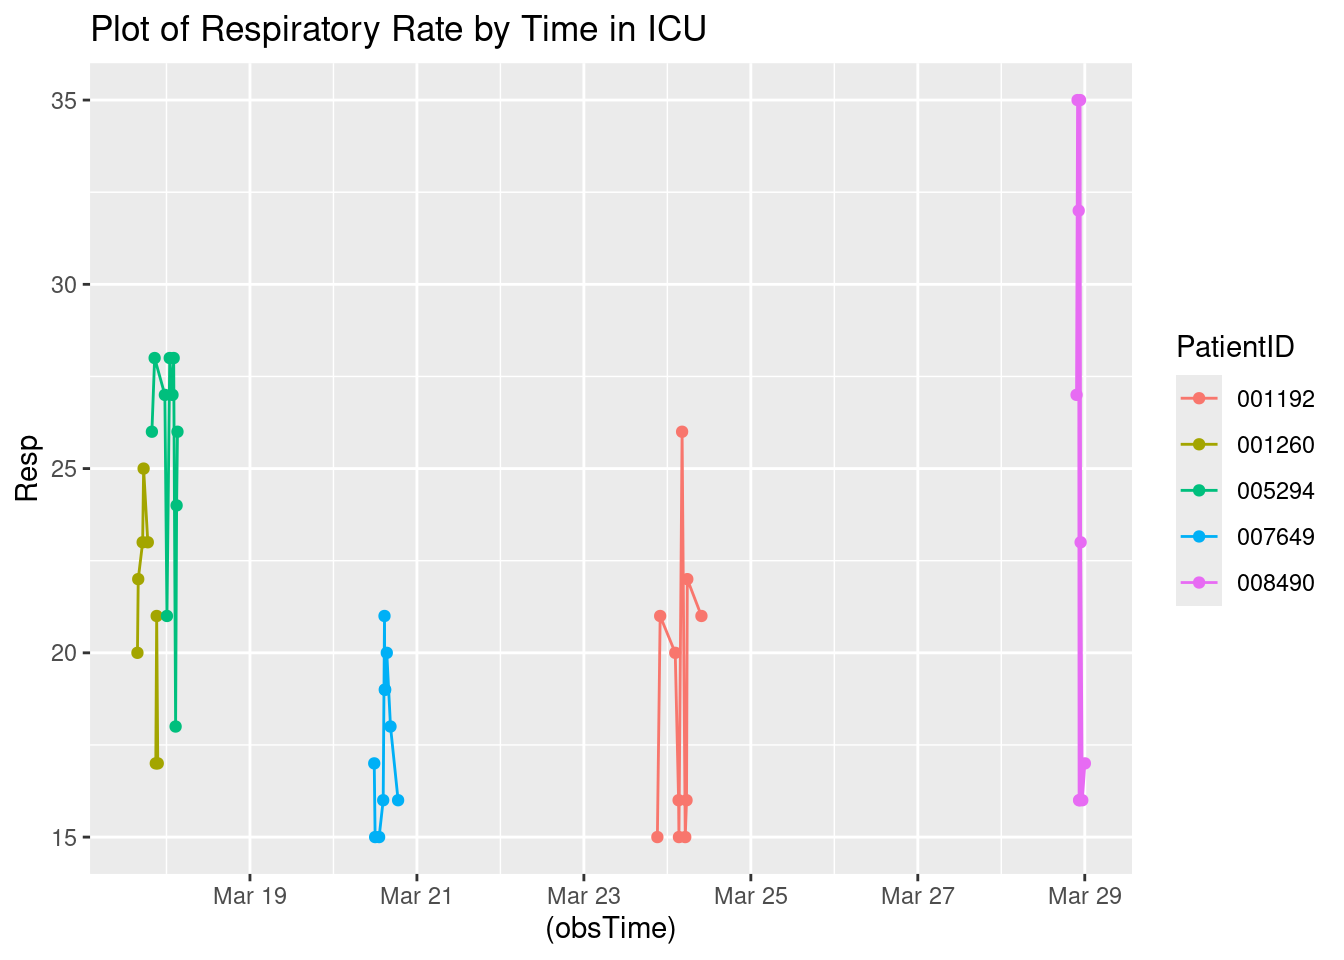 Plot of Respiratory Rate by Time in ICU
35
30
25
20
15
Resp
Mar 19
Mar 21
Mar 23
Mar 25
Mar 27
Mar 29
(obsTime)
PatientID
001192
001260
005294
007649
008490